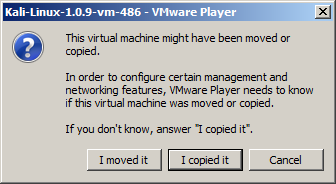 Kali-Linux-1.0.9-vm-486 - VMware Player
This virtual machine might have been moved or
copied.
In order to configure certain management and
networking features, VMware Player needs to know
if this virtual machine was moved or copied.
If you don't know, answer "I copied it".
I moved it
I copied it
Cancel